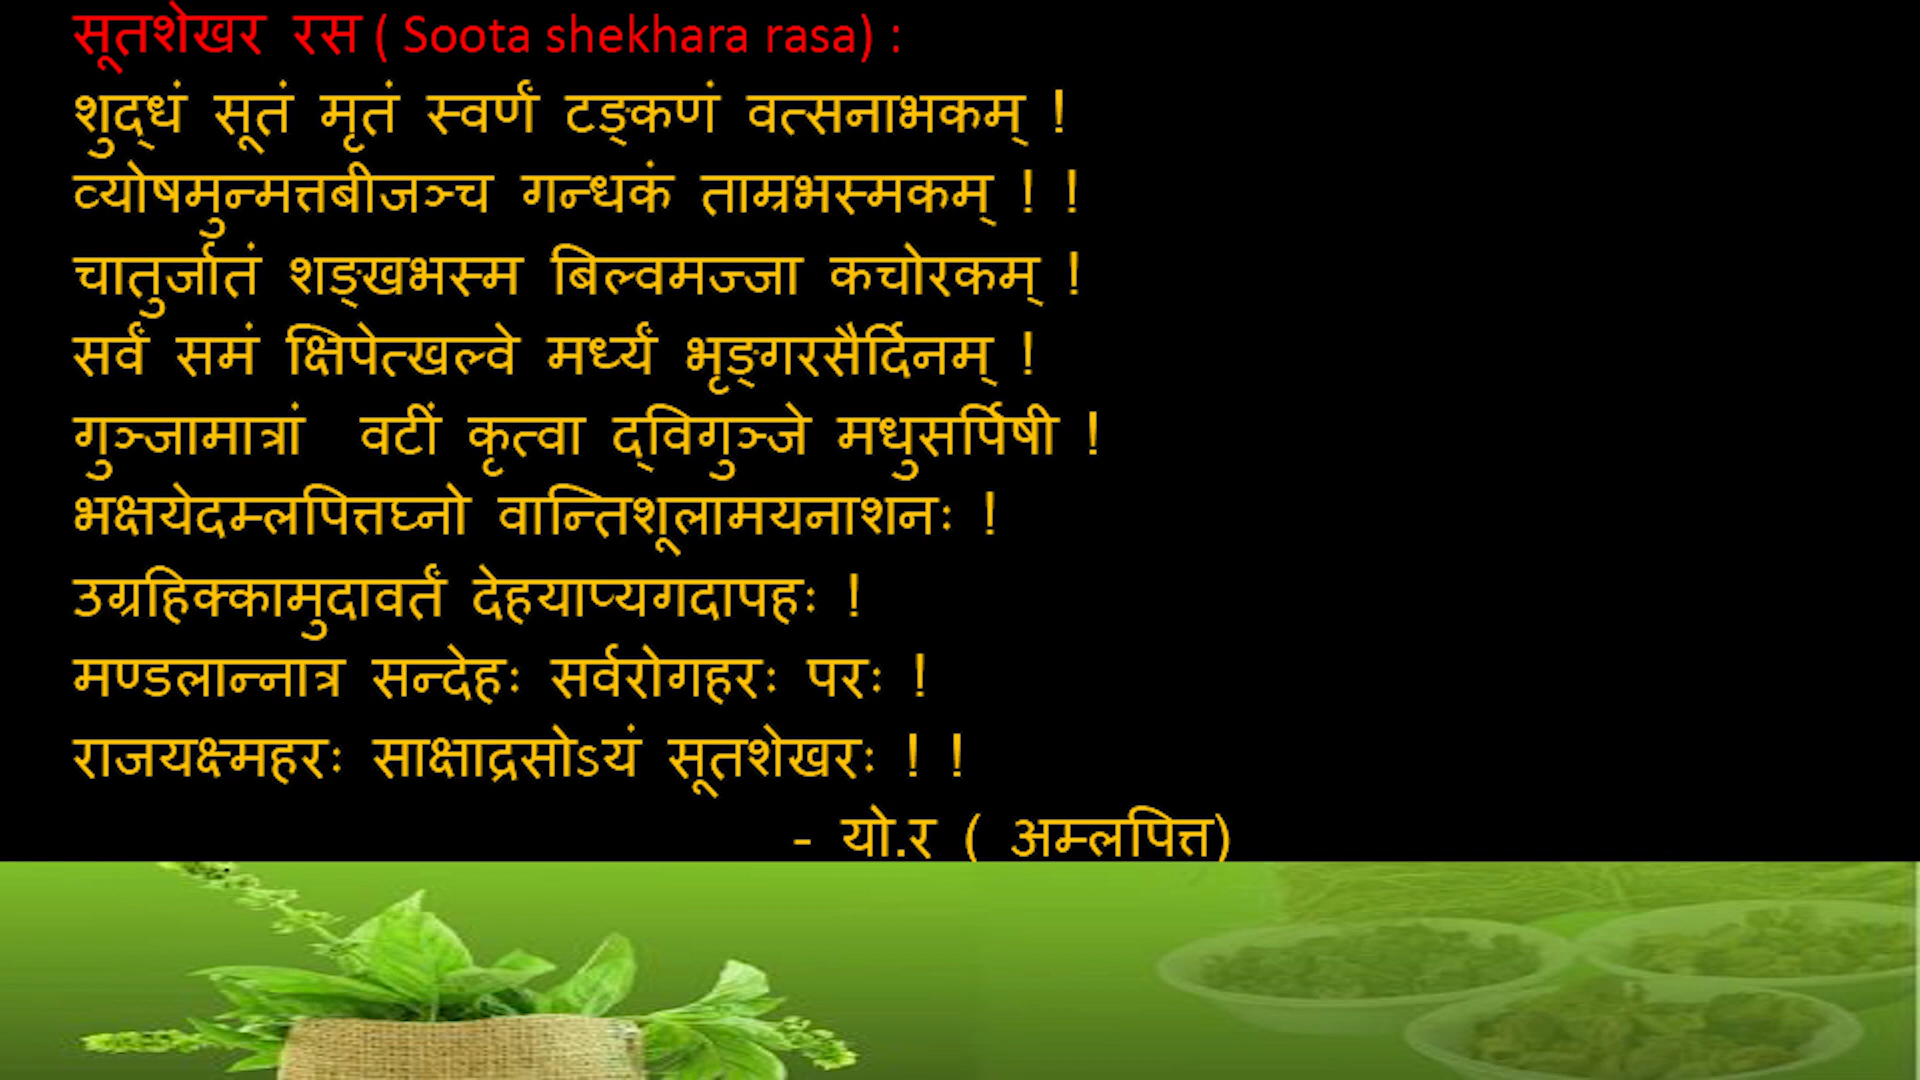 सूतशेखर रस ( Soota shekhara rasa) :
शुद्धं सूतं मृतं स्वर्णं टङ्कणं वत्सनाभकम् !
व्योषमुन्मत्तबीजञ्च गन्धकं ताम्रभस्मकम् ! !
चातुर्जातं शङ्खभस्म बिल्वमज्जा कचोरकम् !
सर्वं समं क्षिपेत्खल्वे मर्ध्यं भृङ्गरसैर्दिनम् !
गुञ्जामात्रां वटीं कृत्वा द्विगुञ्जे मधुसर्पिषी !
भक्षयेदम्लपित्तघ्नो वान्तिशूलामयनाशनः !
उग्रहिक्कामुदावर्तं देहयाप्यगदापहः !
मण्डलान्नात्र सन्देहः सर्वरोगहरः परः !
राजयक्ष्महरः साक्षाद्रसोऽयं सूतशेखरः ! !
- यो.र ( अम्लपित्त)